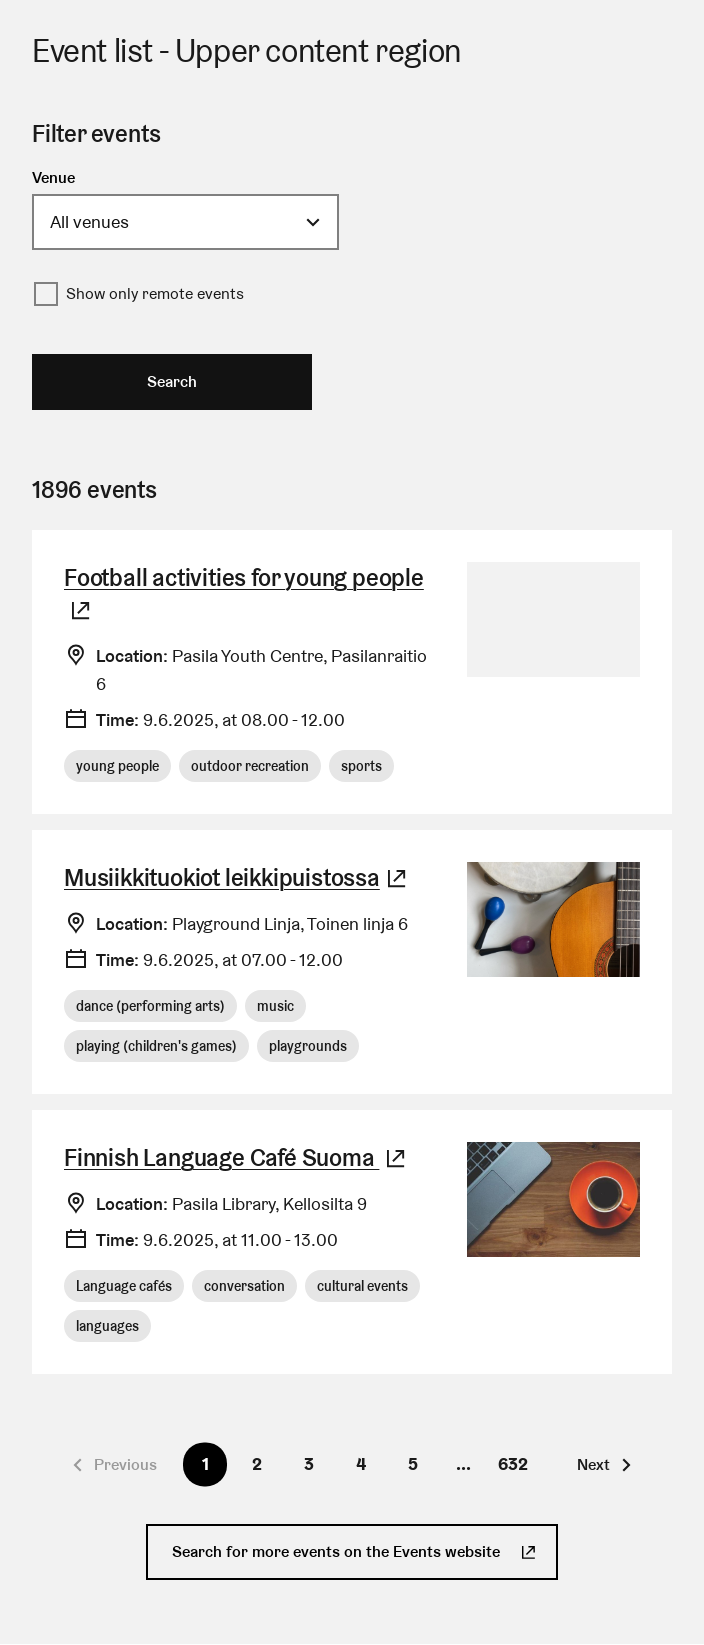 Event list - Upper content region
Filter events
Venue
All venues
Show only remote events
Search
1896 events
Football activities for young people
Location: Pasila Youth Centre, Pasilanraitio
6
Time: 9.6.2025, at 08.00 - 12.00
young people
outdoor recreation
sports
Musiikkituokiot leikkipuistossa
Location: Playground Linja, Toinen linja 6
Time: 9.6.2025, at 07.00 - 12.00
dance (performing arts)
music
playing (children's games)
playgrounds
Finnish Language Café Suoma
Location: Pasila Library, Kellosilta 9
Time: 9.6.2025, at 11.00 - 13.00
Language cafés
conversation
cultural events
languages
Previous 1 2 3 4 5 ... 632 Next
Search for more events on the Events website